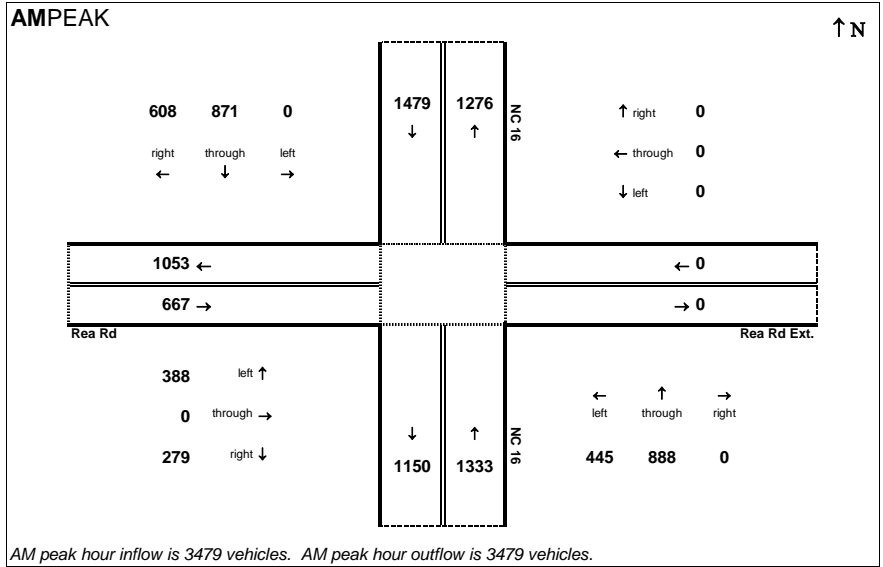 AMPEAK
↑ N
608 871 0
right through left
← ↓ →
1479 1276
↓ ↑
NC 16
↑ right 0
← through 0
↓ left 0
1053 ←
667 →
← 0
→ 0
Rea Rd
Rea Rd Ext.
388 left ↑
0 through →
279 right ↓
↓ ↑
1150 1333
NC 16
← ↑ →
left through right
445 888 0
AM peak hour inflow is 3479 vehicles. AM peak hour outflow is 3479 vehicles.